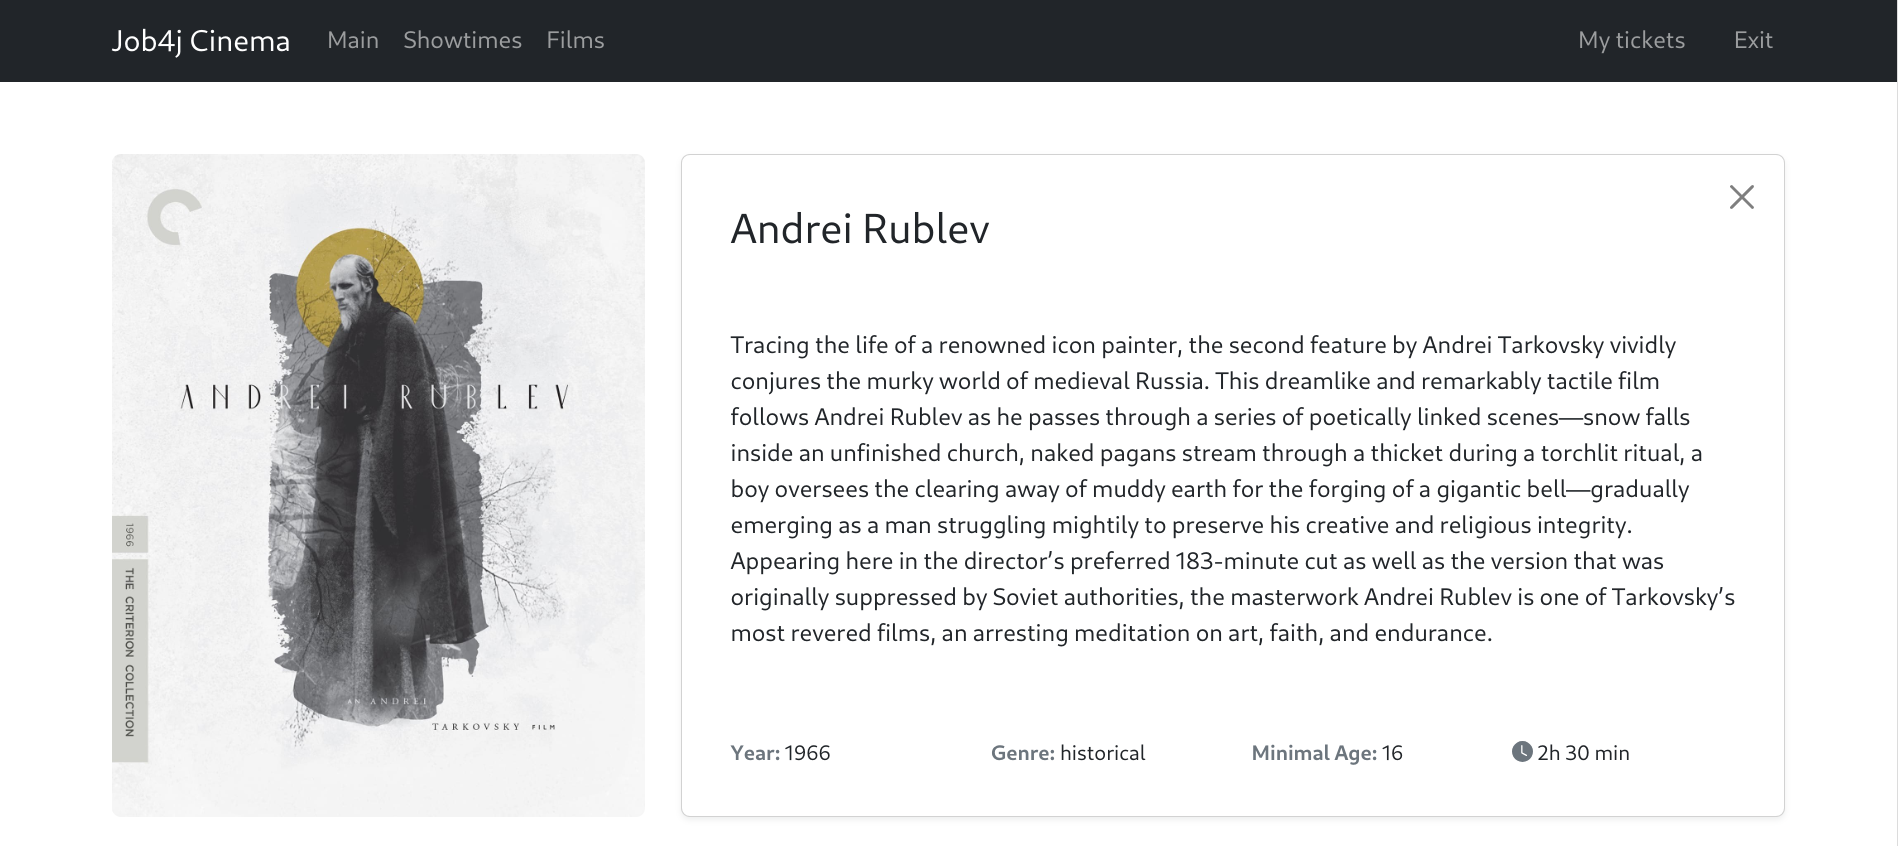 Job4j Cinema Main Showtimes Films My tickets Exit
ANDREI RUBLEV
1966
THE CRITERION COLLECTION
AN ANDREI
TARKOVSKY FILM
Andrei Rublev
Tracing the life of a renowned icon painter, the second feature by Andrei Tarkovsky vividly
conjures the murky world of medieval Russia. This dreamlike and remarkably tactile film
follows Andrei Rublev as he passes through a series of poetically linked scenes—snow falls
inside an unfinished church, naked pagans stream through a thicket during a torchlit ritual, a
boy oversees the clearing away of muddy earth for the forging of a gigantic bell—gradually
emerging as a man struggling mightily to preserve his creative and religious integrity.
Appearing here in the director’s preferred 183-minute cut as well as the version that was
originally suppressed by Soviet authorities, the masterwork Andrei Rublev is one of Tarkovsky’s
most revered films, an arresting meditation on art, faith, and endurance.
Year: 1966 Genre: historical Minimal Age: 16 2h 30 min